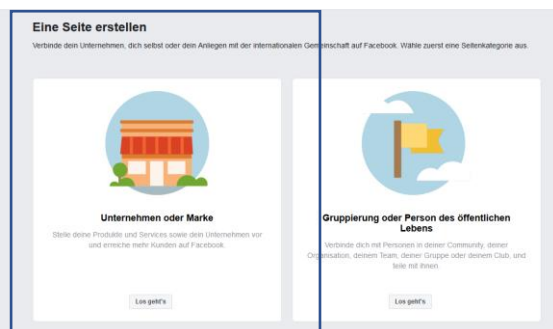 Eine Seite erstellen
Verbinde dein Unternehmen, dich selbst oder dein Anliegen mit der internationalen Gemeinschaft auf Facebook. Wähle zuerst eine Seitenkategorie aus.
Unternehmen oder Marke
Stelle deine Produkte und Services sowie dein Unternehmen vor
und erreiche mehr Kunden auf Facebook.
Los geht's
Gruppierung oder Person des öffentlichen
Lebens
Verbinde dich mit Personen in deiner Community, deiner
Organisation, deinem Team, deiner Gruppe oder deinem Club, und
teile mit ihnen.
Los geht's